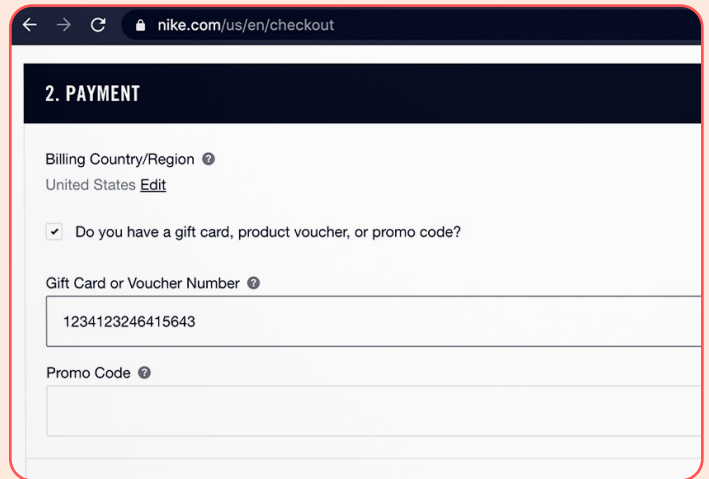 nike.com/us/en/checkout
2. PAYMENT
Billing Country/Region
United States Edit
Do you have a gift card, product voucher, or promo code?
Gift Card or Voucher Number
1234123246415643
Promo Code